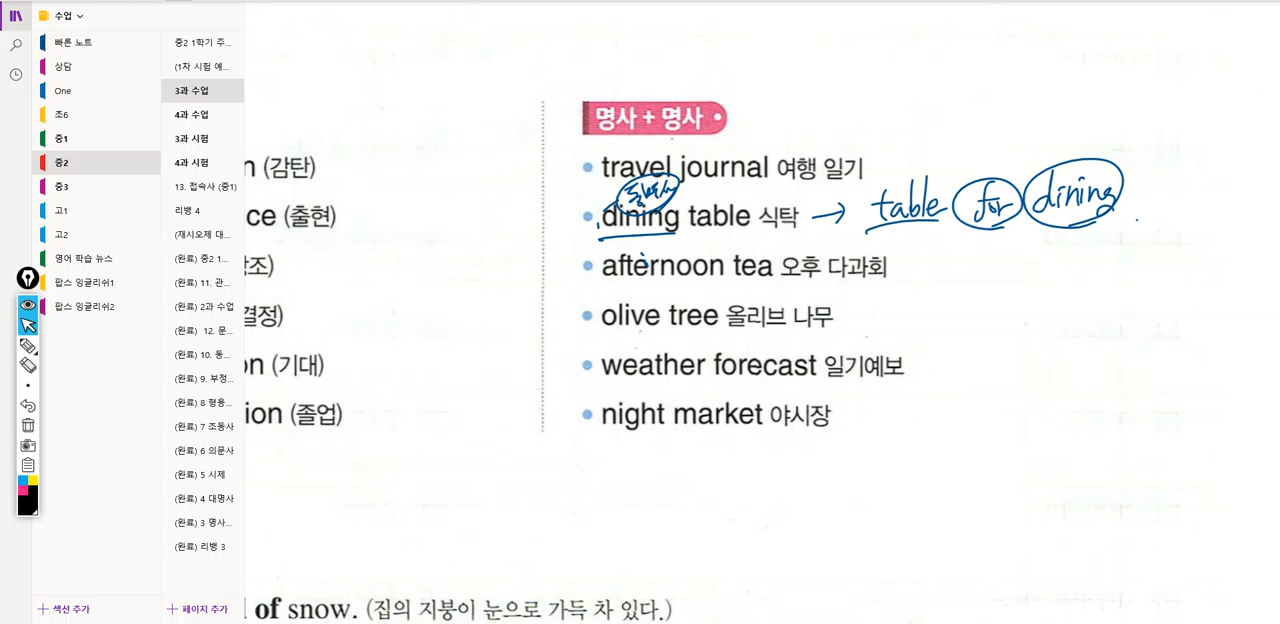 수업
빠른 노트
상담
One
조6
중1
중2
중3
고1
고2
영어 학습 뉴스
팝스 잉글리쉬1
팝스 잉글리쉬2
섹션 추가
중2 1학기 주...
(1차 시험 예...
3과 수업
4과 수업
3과 시험
4과 시험
13. 접속사 (중1)
리뱅 4
(재시오제 대...
(완료) 중2 1...
(완료) 11. 관...
(완료) 2과 수업
(완료) 12. 문...
(완료) 10. 동...
(완료) 9. 부정...
(완료) 8 형용...
(완료) 7 조동사
(완료) 6 의문사
(완료) 5 시제
(완료) 4 대명사
(완료) 3 명사...
(완료) 리뱅 3
페이지 추가
n (감탄)
ce (출현)
조)
결정)
on (기대)
ion (졸업)
명사 + 명사
travel journal 여행 일기
동명사
dining table 식탁 → table for dining
afternoon tea 오후 다과회
olive tree 올리브 나무
weather forecast 일기예보
night market 야시장
of snow. (집의 지붕이 눈으로 가득 차 있다.)